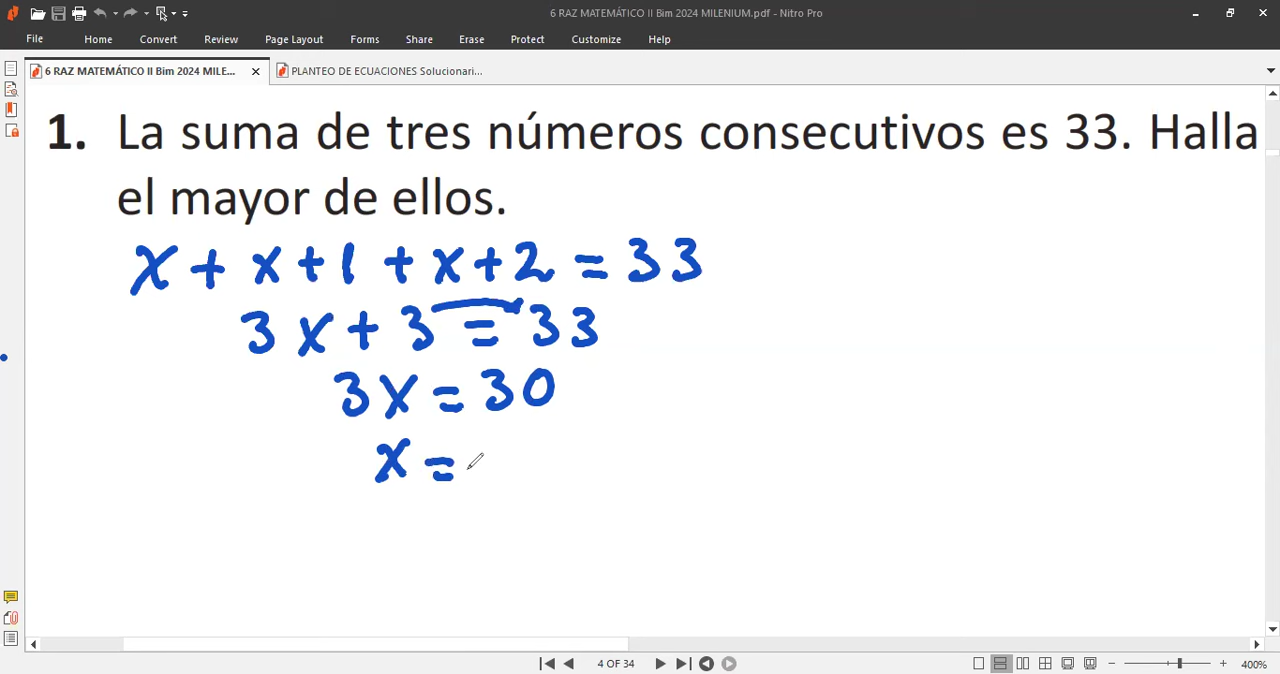 6 RAZ MATEMÁTICO II Bim 2024 MILENIUM.pdf - Nitro Pro
File Home Convert Review Page Layout Forms Share Erase Protect Customize Help
6 RAZ MATEMÁTICO II Bim 2024 MILE... PLANTEO DE ECUACIONES Solucionari...
1. La suma de tres números consecutivos es 33. Halla
el mayor de ellos.
x + x + 1 + x + 2 = 33
3x + 3 = 33
3x = 30
x =
4 OF 34
400%